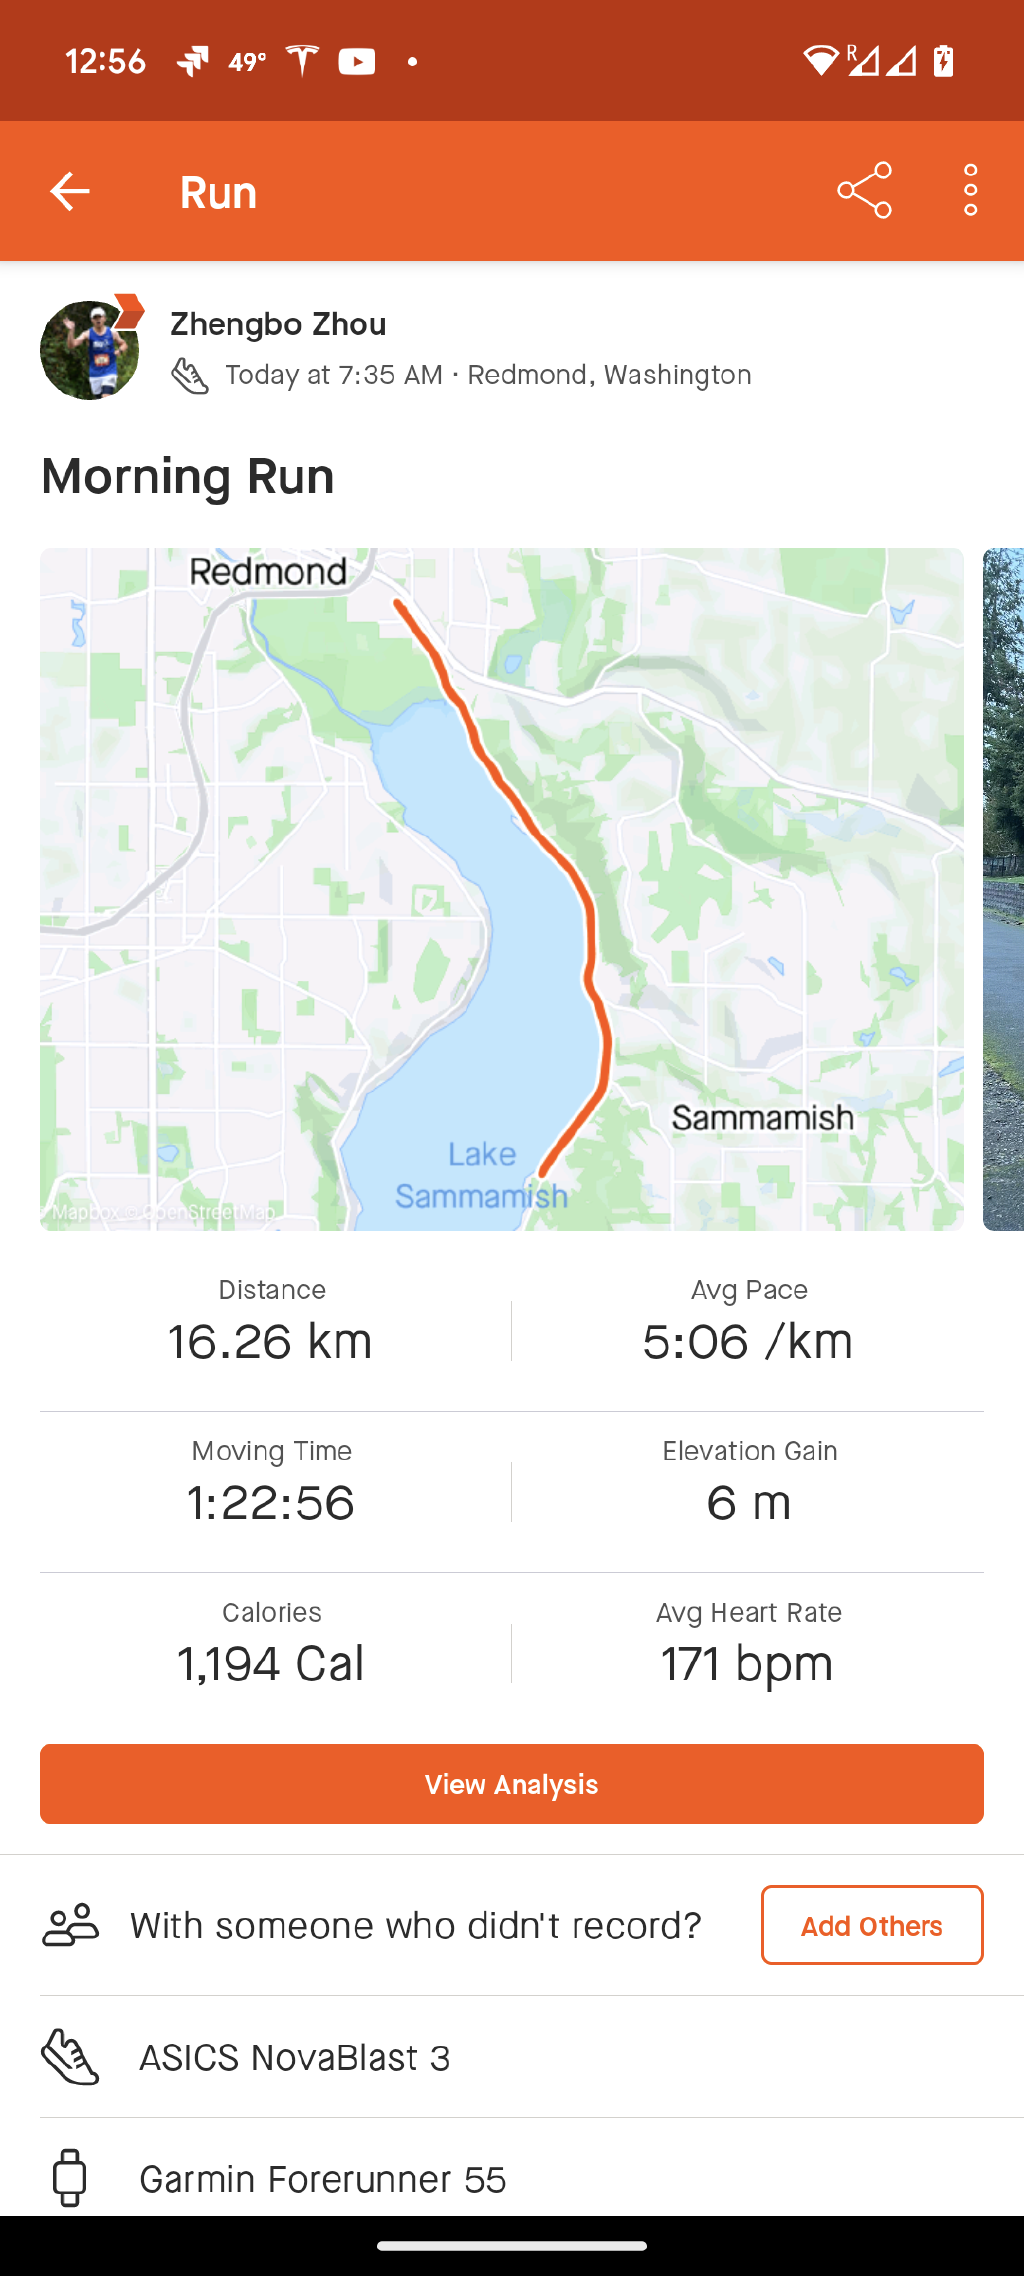 12:56 49°
R
Run
Zhengbo Zhou
Today at 7:35 AM · Redmond, Washington
Morning Run
Redmond
Sammamish
Lake
Sammamish
Mapbox © OpenStreetMap
Distance
16.26 km
Avg Pace
5:06 /km
Moving Time
1:22:56
Elevation Gain
6 m
Calories
1,194 Cal
Avg Heart Rate
171 bpm
View Analysis
With someone who didn't record?
Add Others
ASICS NovaBlast 3
Garmin Forerunner 55